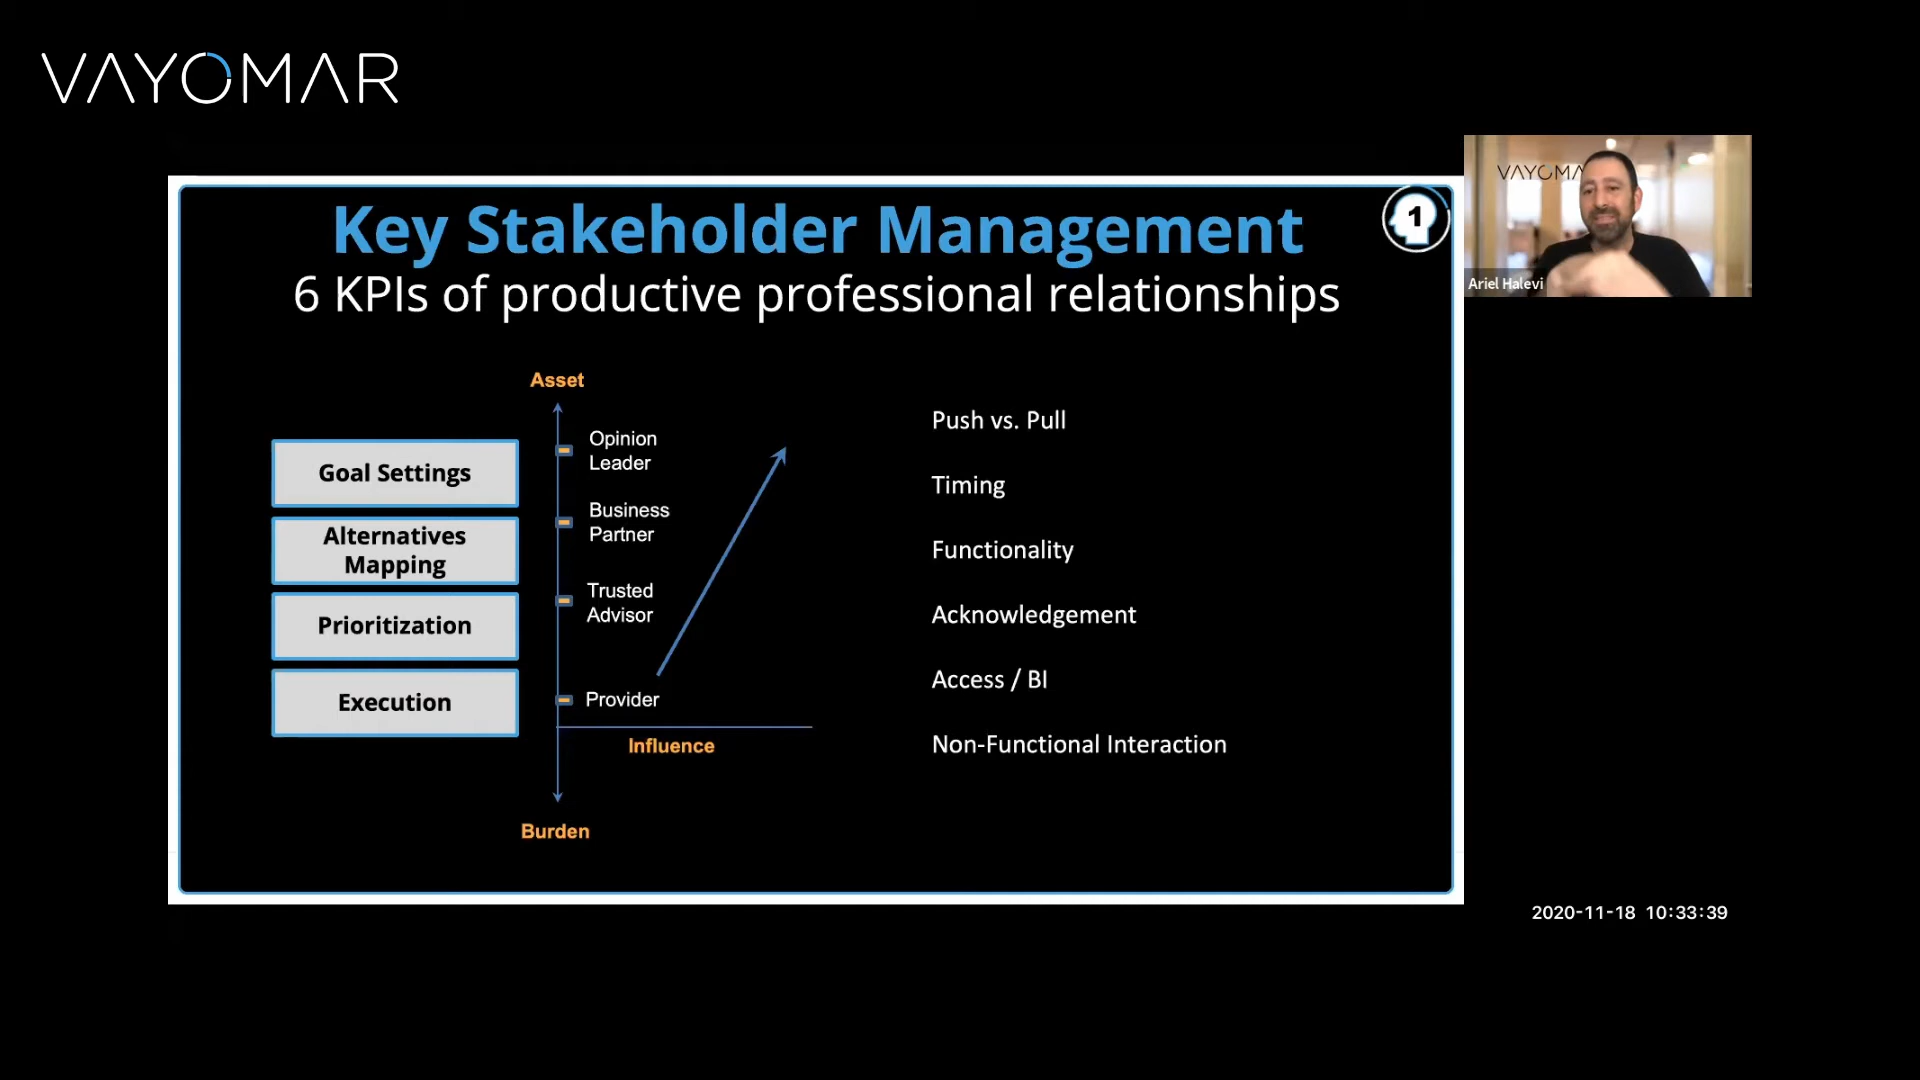 VAYOMAR
Key Stakeholder Management
1
6 KPIs of productive professional relationships
VAYOMA
Ariel Halevi
Goal Settings
Alternatives
Mapping
Prioritization
Execution
Asset
Opinion
Leader
Business
Partner
Trusted
Advisor
Provider
Influence
Burden
Push vs. Pull
Timing
Functionality
Acknowledgement
Access / BI
Non-Functional Interaction
2020-11-18 10:33:39